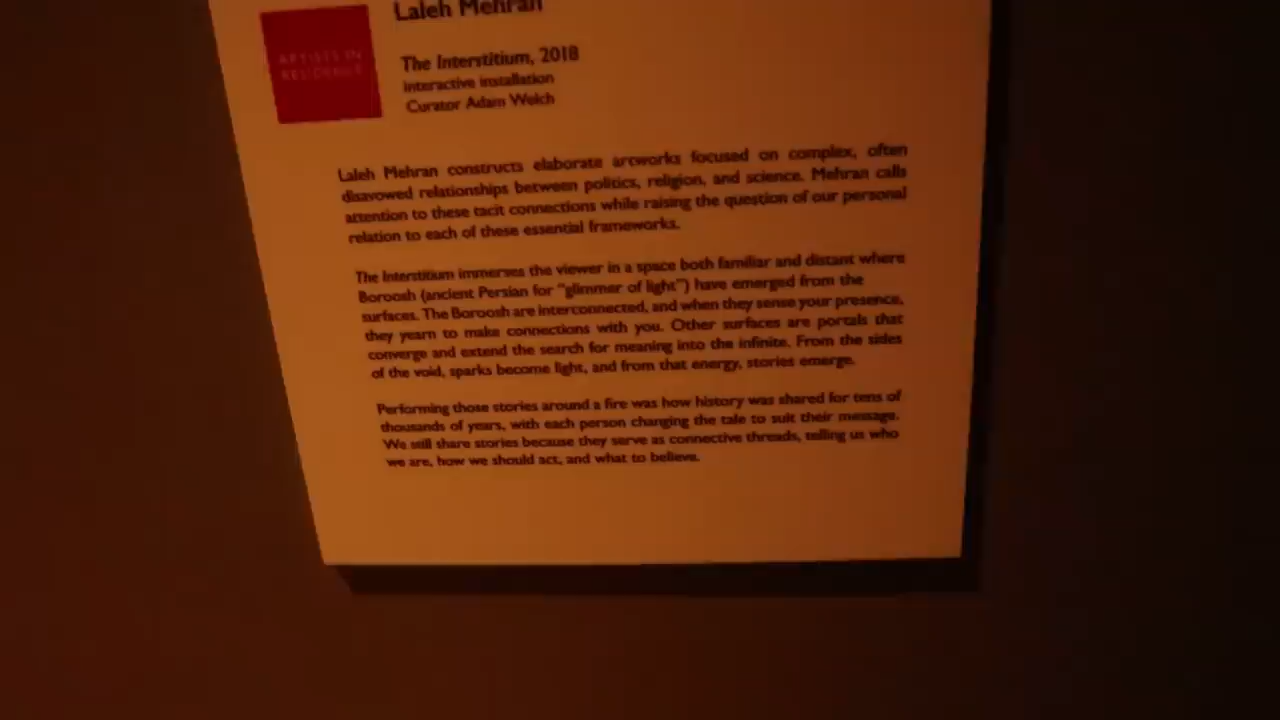 Laleh Mehran
ARTISTS IN
RESIDENCE
The Interstitium, 2018
interactive installation
Curator Adam Welch
Laleh Mehran constructs elaborate artworks focused on complex, often
disavowed relationships between politics, religion, and science. Mehran calls
attention to these tacit connections while raising the question of our personal
relation to each of these essential frameworks.
The Interstitium immerses the viewer in a space both familiar and distant where
Boroosh (ancient Persian for "glimmer of light") have emerged from the
surfaces. The Boroosh are interconnected, and when they sense your presence,
they yearn to make connections with you. Other surfaces are portals that
converge and extend the search for meaning into the infinite. From the sides
of the void, sparks become light, and from that energy, stories emerge.
Performing those stories around a fire was how history was shared for tens of
thousands of years, with each person changing the tale to suit their message.
We still share stories because they serve as connective threads, telling us who
we are, how we should act, and what to believe.